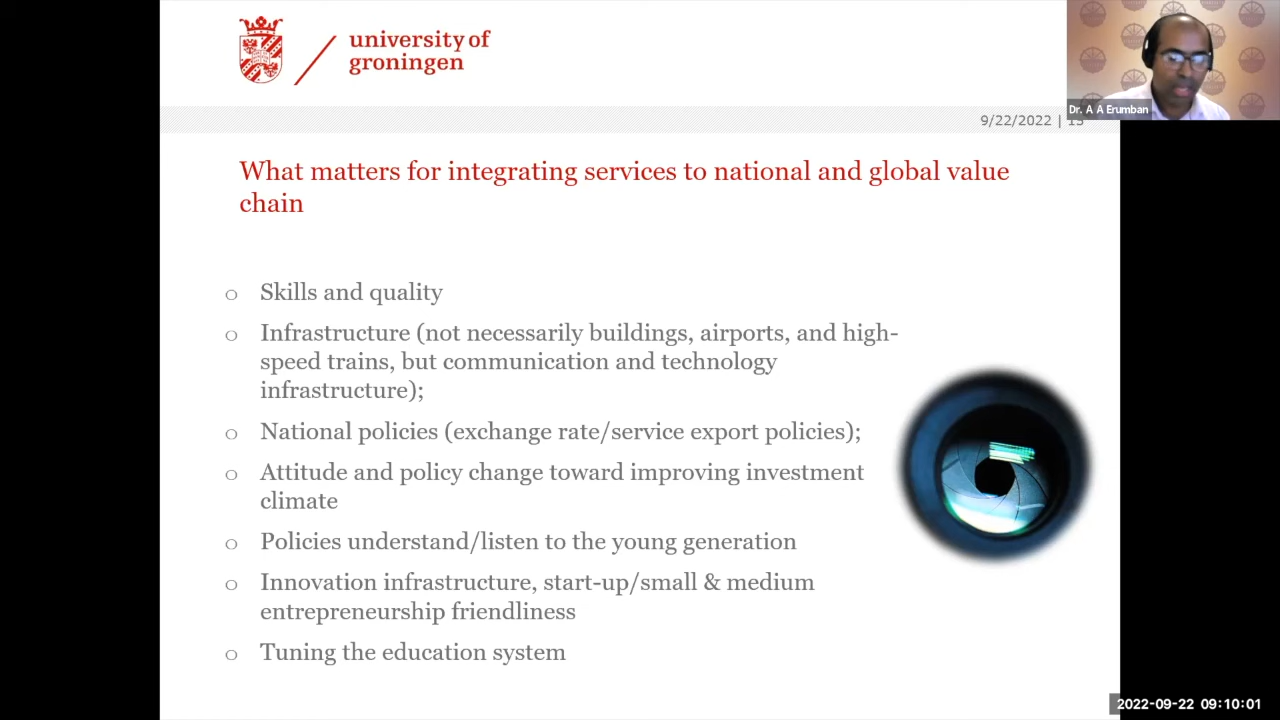 university of
groningen
Dr. A A Erumban
9/22/2022 | 13
What matters for integrating services to national and global value
chain
o Skills and quality
o Infrastructure (not necessarily buildings, airports, and high-
speed trains, but communication and technology
infrastructure);
o National policies (exchange rate/service export policies);
o Attitude and policy change toward improving investment
climate
o Policies understand/listen to the young generation
o Innovation infrastructure, start-up/small & medium
entrepreneurship friendliness
o Tuning the education system
2022-09-22 09:10:01